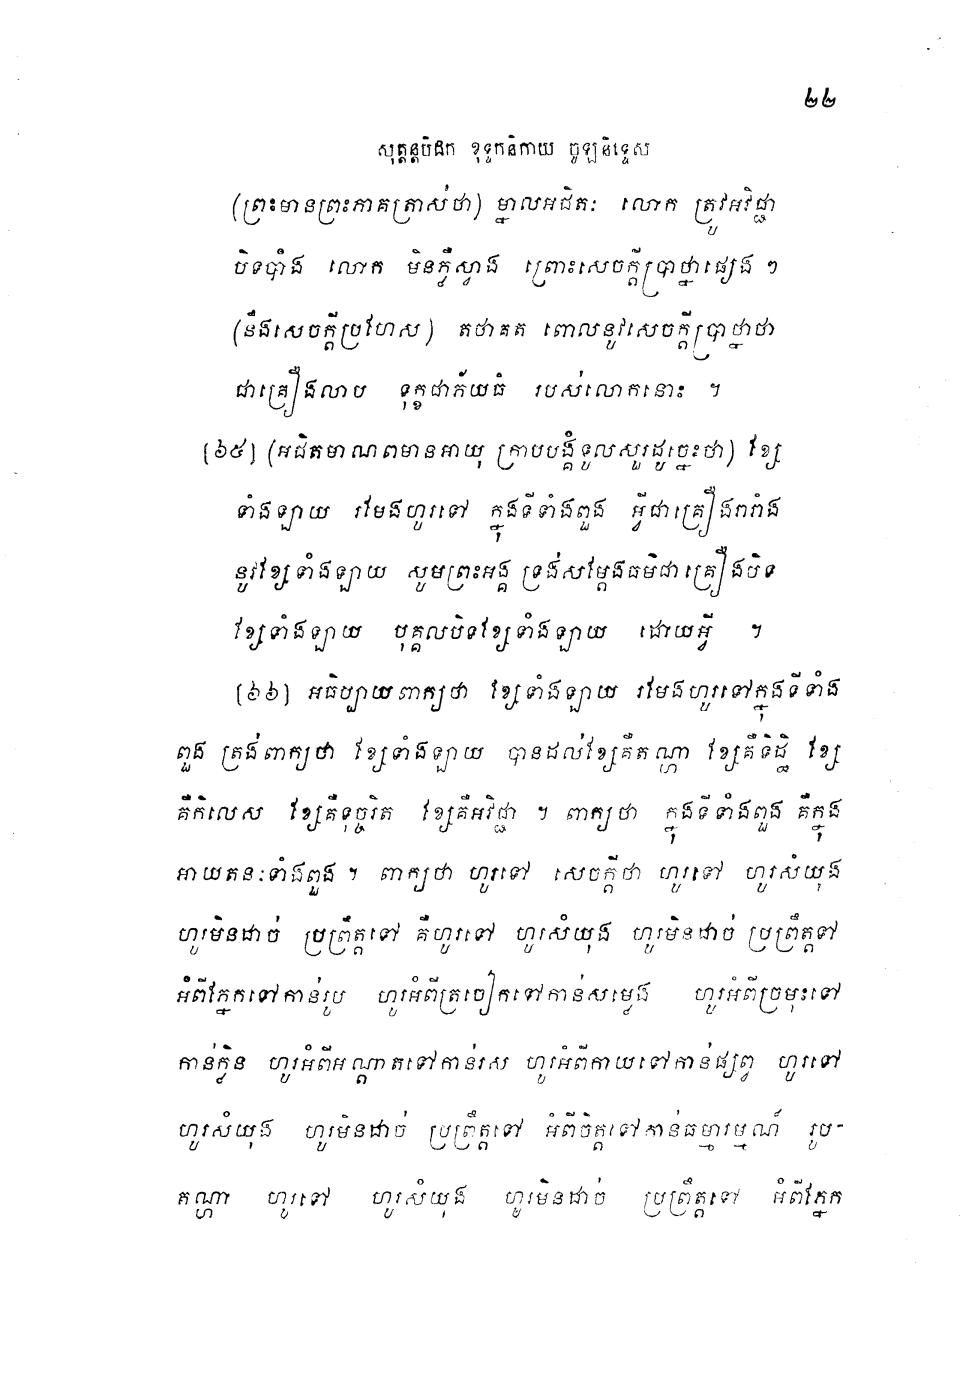 ២២
សុត្តន្តបិដក ខុទ្ទកនិកាយ ចូឡនិទ្ទេស
(ព្រះមានព្រះភាគត្រាស់ថា) ម្នាលអជិតៈ លោក ត្រូវអវិជ្ជា
បិទបាំង លោក មិនភ្លឺស្វាង ព្រោះសេចក្តីប្រាថ្នាផ្សេង ៗ
(នឹងសេចក្តីប្រហែស) តថាគត ពោលនូវសេចក្តីប្រាថ្នាថា
ជាគ្រឿងលាប ទុក្ខជាភ័យធំ របស់លោកនោះ ។
[៦៥] (អជិតមាណពមានអាយុ ក្រាបបង្គំទូលសួរដូច្នេះថា) ខ្សែ
ទាំងឡាយ រមែងហូរទៅ ក្នុងទីទាំងពួង អ្វីជាគ្រឿងរារាំង
នូវខ្សែទាំងឡាយ សូមព្រះអង្គ ទ្រង់សម្តែងធម៌ជាគ្រឿងបិទ
ខ្សែទាំងឡាយ បុគ្គលបិទខ្សែទាំងឡាយ ដោយអ្វី ។
[៦៦] អធិប្បាយពាក្យថា ខ្សែទាំងឡាយ រមែងហូរទៅក្នុងទីទាំង
ពួង ត្រង់ពាក្យថា ខ្សែទាំងឡាយ បានដល់ខ្សែគឺតណ្ហា ខ្សែគឺទិដ្ឋិ ខ្សែ
គឺកិលេស ខ្សែគឺទុច្ចរិត ខ្សែគឺអវិជ្ជា ។ ពាក្យថា ក្នុងទីទាំងពួង គឺក្នុង
អាយតនៈទាំងពួង ។ ពាក្យថា ហូរទៅ សេចក្តីថា ហូរទៅ ហូរសំយុង
ហូរមិនដាច់ ប្រព្រឹត្តទៅ គឺហូរទៅ ហូរសំយុង ហូរមិនដាច់ ប្រព្រឹត្តទៅ
អំពីភ្នែកទៅកាន់រូប ហូរអំពីត្រចៀកទៅកាន់សម្លេង ហូរអំពីច្រមុះទៅ
កាន់ក្លិន ហូរអំពីអណ្តាតទៅកាន់រស ហូរអំពីកាយទៅកាន់ផ្សព្វ ហូរទៅ
ហូរសំយុង ហូរមិនដាច់ ប្រព្រឹត្តទៅ អំពីចិត្តទៅកាន់ធម្មារម្មណ៍ រូប-
តណ្ហា ហូរទៅ ហូរសំយុង ហូរមិនដាច់ ប្រព្រឹត្តទៅ អំពីភ្នែក